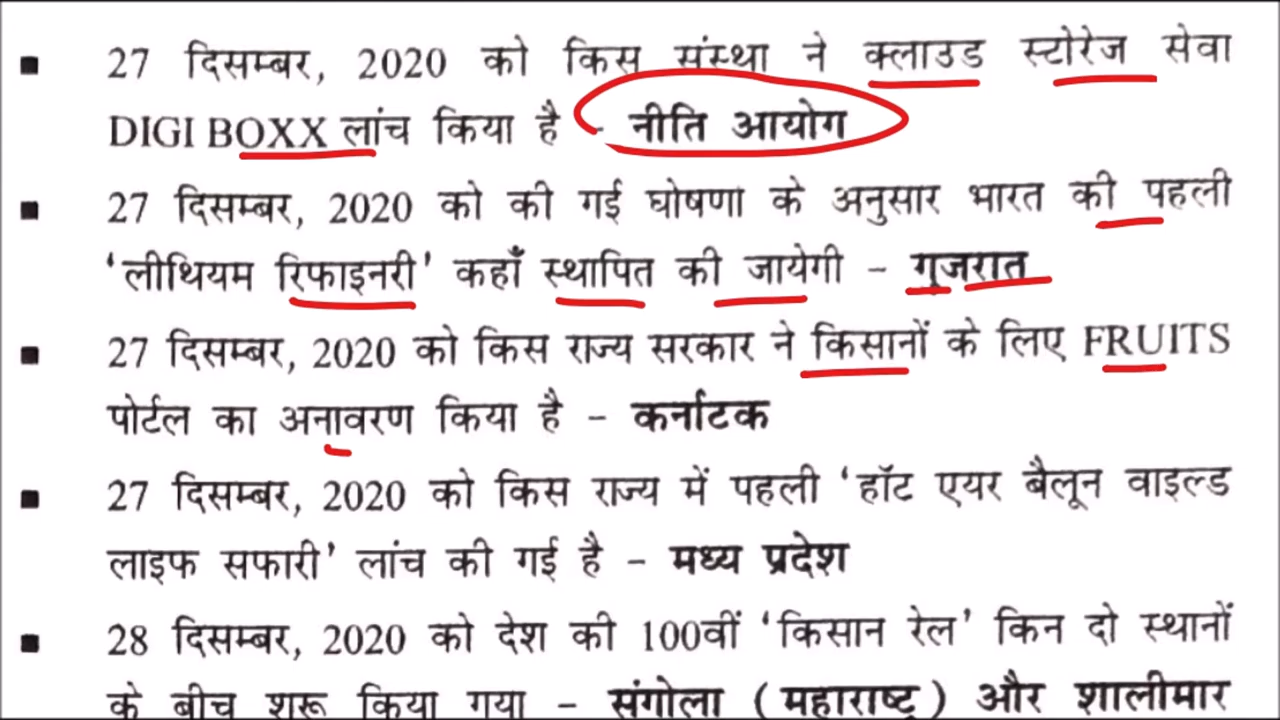 ▪ 27 दिसम्बर, 2020 को किस संस्था ने क्लाउड स्टोरेज सेवा
DIGI BOXX लांच किया है - नीति आयोग
▪ 27 दिसम्बर, 2020 को की गई घोषणा के अनुसार भारत की पहली
‘लीथियम रिफाइनरी’ कहाँ स्थापित की जायेगी – गुजरात
▪ 27 दिसम्बर, 2020 को किस राज्य सरकार ने किसानों के लिए FRUITS
पोर्टल का अनावरण किया है – कर्नाटक
▪ 27 दिसम्बर, 2020 को किस राज्य में पहली ‘हॉट एयर बैलून वाइल्ड
लाइफ सफारी’ लांच की गई है – मध्य प्रदेश
▪ 28 दिसम्बर, 2020 को देश की 100वीं ‘किसान रेल’ किन दो स्थानों
के बीच शुरू किया गया – संगोला (महाराष्ट्र) और शालीमार